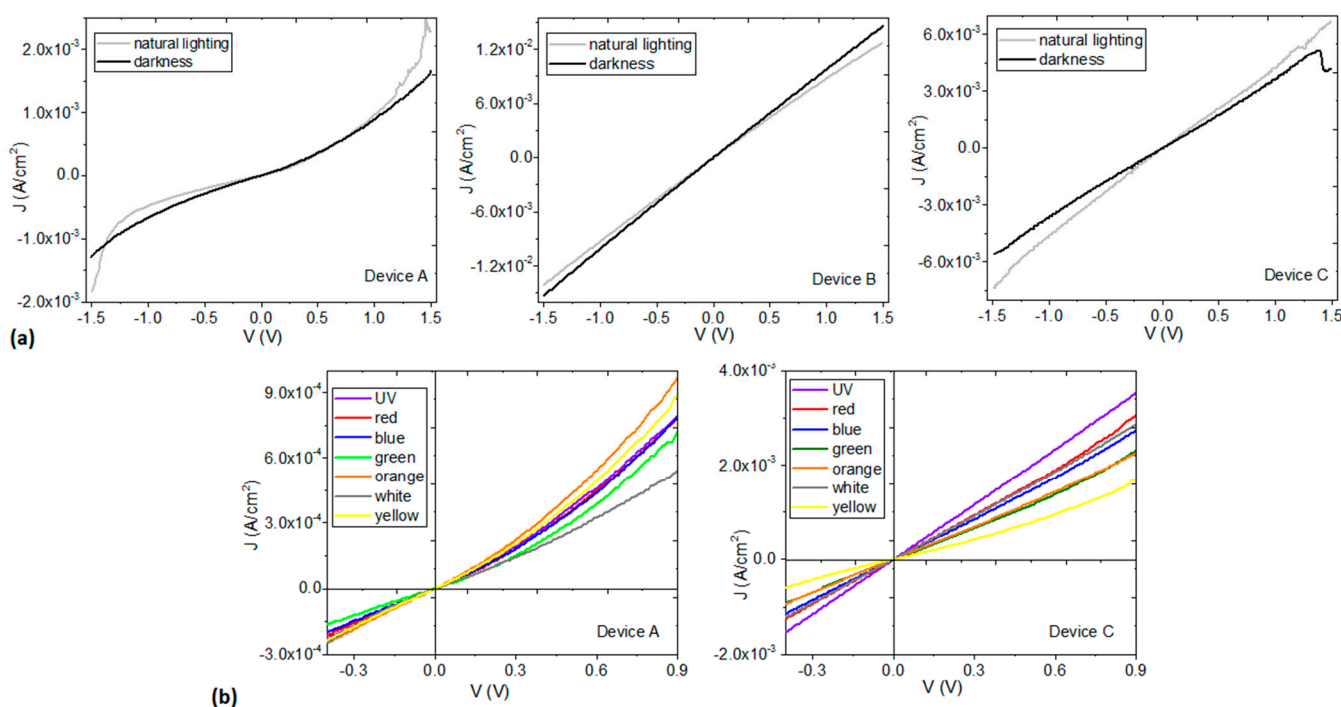 2.0x10⁻³
1.0x10⁻³
0.0
-1.0x10⁻³
-2.0x10⁻³
J (A/cm²)
natural lighting
darkness
Device A
-1.5 -1.0 -0.5 0.0 0.5 1.0 1.5
V (V)
1.2x10⁻²
6.0x10⁻³
0.0
-6.0x10⁻³
-1.2x10⁻²
J (A/cm²)
natural lighting
darkness
Device B
-1.5 -1.0 -0.5 0.0 0.5 1.0 1.5
V (V)
6.0x10⁻³
3.0x10⁻³
0.0
-3.0x10⁻³
-6.0x10⁻³
J (A/cm²)
natural lighting
darkness
Device C
-1.5 -1.0 -0.5 0.0 0.5 1.0 1.5
V (V)
(a)
9.0x10⁻⁴
6.0x10⁻⁴
3.0x10⁻⁴
0.0
-3.0x10⁻⁴
J (A/cm²)
UV
red
blue
green
orange
white
yellow
Device A
-0.3 0.0 0.3 0.6 0.9
V (V)
4.0x10⁻³
2.0x10⁻³
0.0
-2.0x10⁻³
J (A/cm²)
UV
red
blue
green
orange
white
yellow
Device C
-0.3 0.0 0.3 0.6 0.9
V (V)
(b)